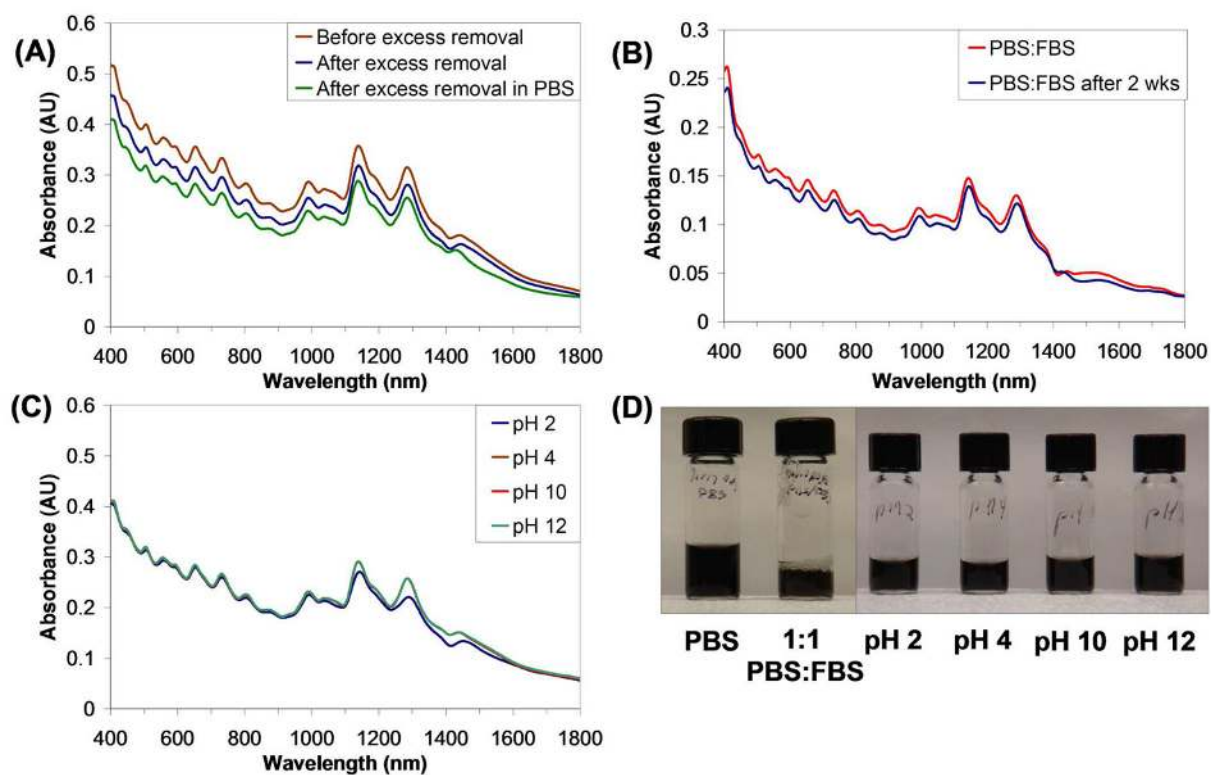 (A)
0.6
0.5
0.4
0.3
0.2
0.1
0
Absorbance (AU)
Before excess removal
After excess removal
After excess removal in PBS
400 600 800 1000 1200 1400 1600 1800
Wavelength (nm)
(B)
0.3
0.25
0.2
0.15
0.1
0.05
0
Absorbance (AU)
PBS:FBS
PBS:FBS after 2 wks
400 600 800 1000 1200 1400 1600 1800
Wavelength (nm)
(C)
0.6
0.5
0.4
0.3
0.2
0.1
0
Absorbance (AU)
pH 2
pH 4
pH 10
pH 12
400 600 800 1000 1200 1400 1600 1800
Wavelength (nm)
(D)
PBS
pH2
pH4
PBS 1:1 pH 2 pH 4 pH 10 pH 12
PBS:FBS